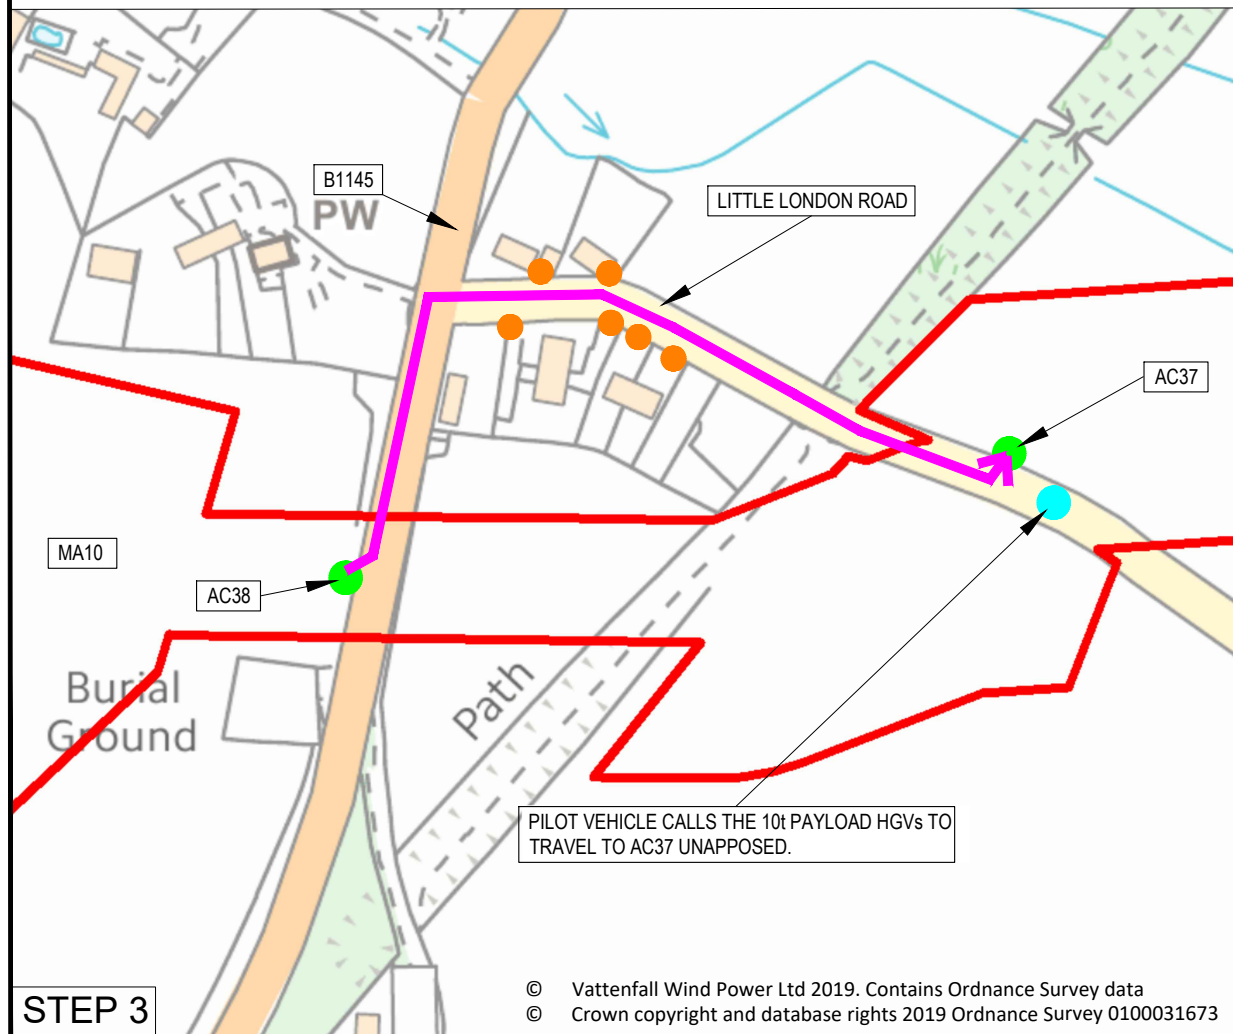 B1145
PW
LITTLE LONDON ROAD
AC37
MA10
AC38
Burial
Ground
Path
PILOT VEHICLE CALLS THE 10t PAYLOAD HGVs TO
TRAVEL TO AC37 UNAPPOSED.
STEP 3
© Vattenfall Wind Power Ltd 2019. Contains Ordnance Survey data
© Crown copyright and database rights 2019 Ordnance Survey 0100031673